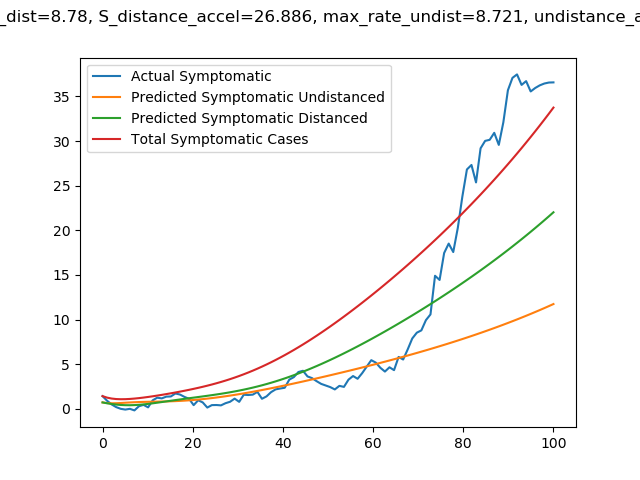 _dist=8.78, S_distance_accel=26.886, max_rate_undist=8.721, undistance_a
Actual Symptomatic
Predicted Symptomatic Undistanced
Predicted Symptomatic Distanced
Total Symptomatic Cases
35
30
25
20
15
10
5
0
0 20 40 60 80 100